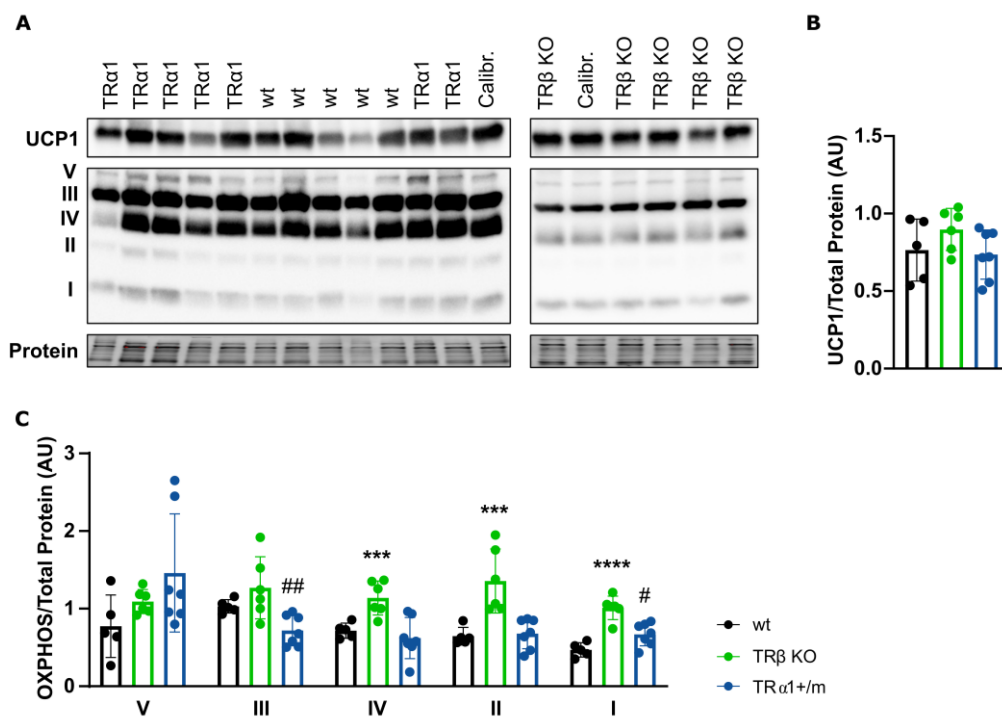 A
TRα1 TRα1 TRα1 TRα1 TRα1 wt wt wt wt wt TRα1 TRα1 Calibr.
TRβ KO Calibr. TRβ KO TRβ KO TRβ KO TRβ KO
UCP1
V
III
IV
II
I
Protein
B
UCP1/Total Protein (AU)
1.5
1.0
0.5
0.0
C
OXPHOS/Total Protein (AU)
3
2
1
0
##
***
***
****
#
V III IV II I
wt
TRβ KO
TRα1+/m